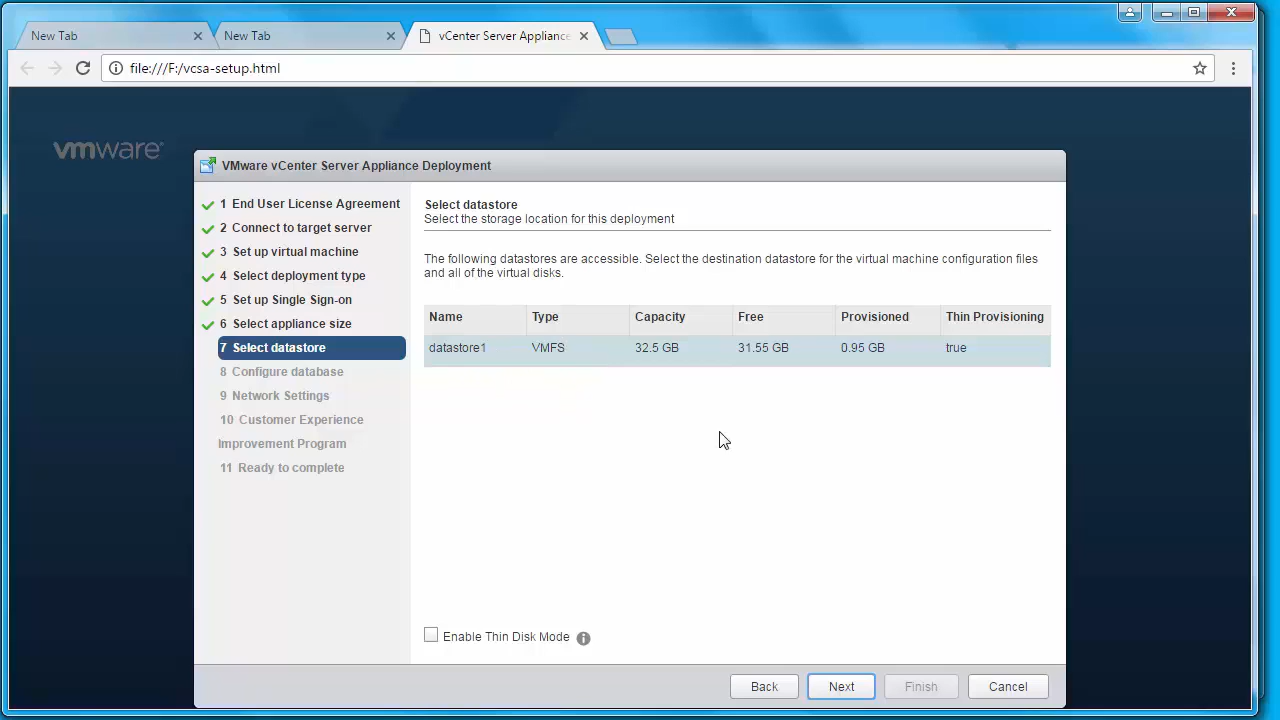 New Tab
New Tab
vCenter Server Appliance
file:///F:/vcsa-setup.html
vmware
VMware vCenter Server Appliance Deployment
1 End User License Agreement
2 Connect to target server
3 Set up virtual machine
4 Select deployment type
5 Set up Single Sign-on
6 Select appliance size
7 Select datastore
8 Configure database
9 Network Settings
10 Customer Experience
Improvement Program
11 Ready to complete
Select datastore
Select the storage location for this deployment
The following datastores are accessible. Select the destination datastore for the virtual machine configuration files
and all of the virtual disks.
Name Type Capacity Free Provisioned Thin Provisioning
datastore1 VMFS 32.5 GB 31.55 GB 0.95 GB true
Enable Thin Disk Mode
Back Next Finish Cancel